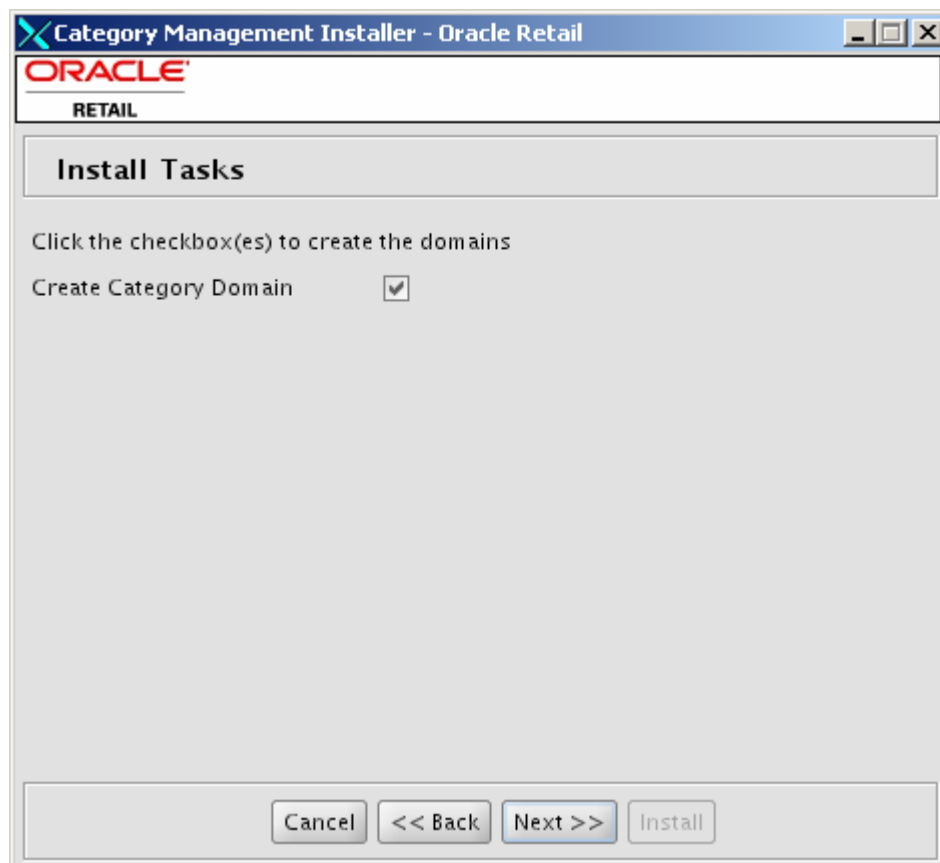 Category Management Installer - Oracle Retail
ORACLE
RETAIL
Install Tasks
Click the checkbox(es) to create the domains
Create Category Domain
Cancel << Back Next >> Install